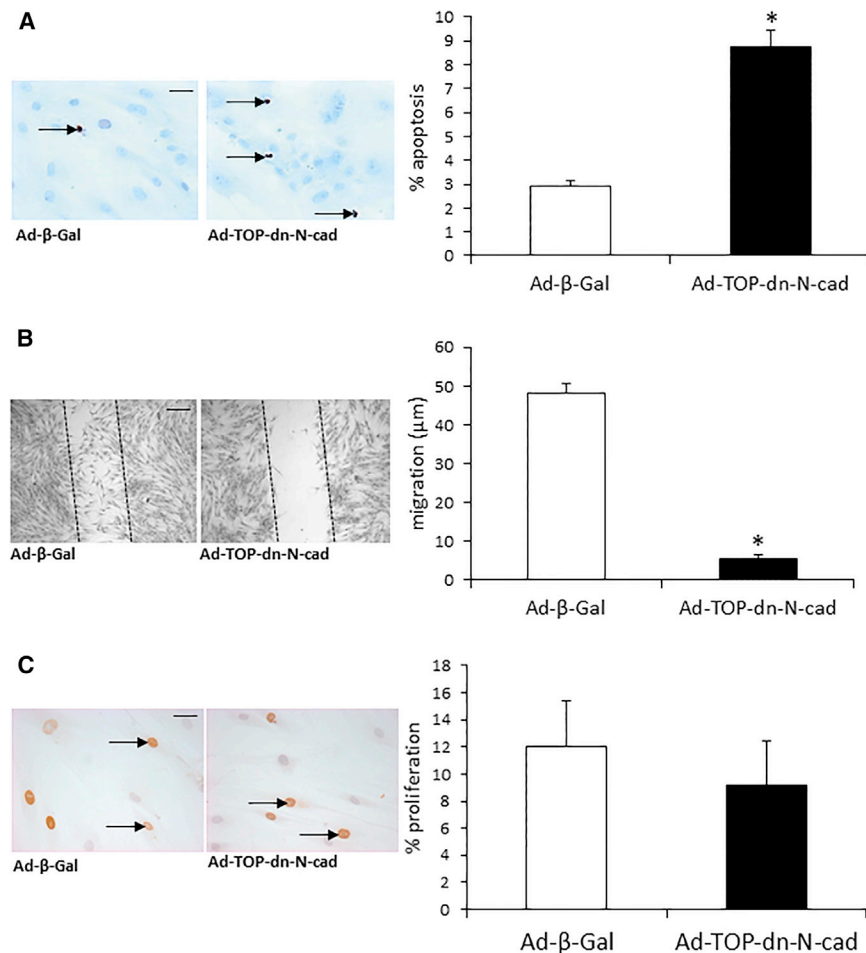 A
Ad-β-Gal
Ad-TOP-dn-N-cad
% apoptosis
10
9
8
7
6
5
4
3
2
1
0
*
Ad-β-Gal
Ad-TOP-dn-N-cad
B
Ad-β-Gal
Ad-TOP-dn-N-cad
migration (μm)
60
50
40
30
20
10
0
*
Ad-β-Gal
Ad-TOP-dn-N-cad
C
Ad-β-Gal
Ad-TOP-dn-N-cad
% proliferation
18
16
14
12
10
8
6
4
2
0
Ad-β-Gal
Ad-TOP-dn-N-cad